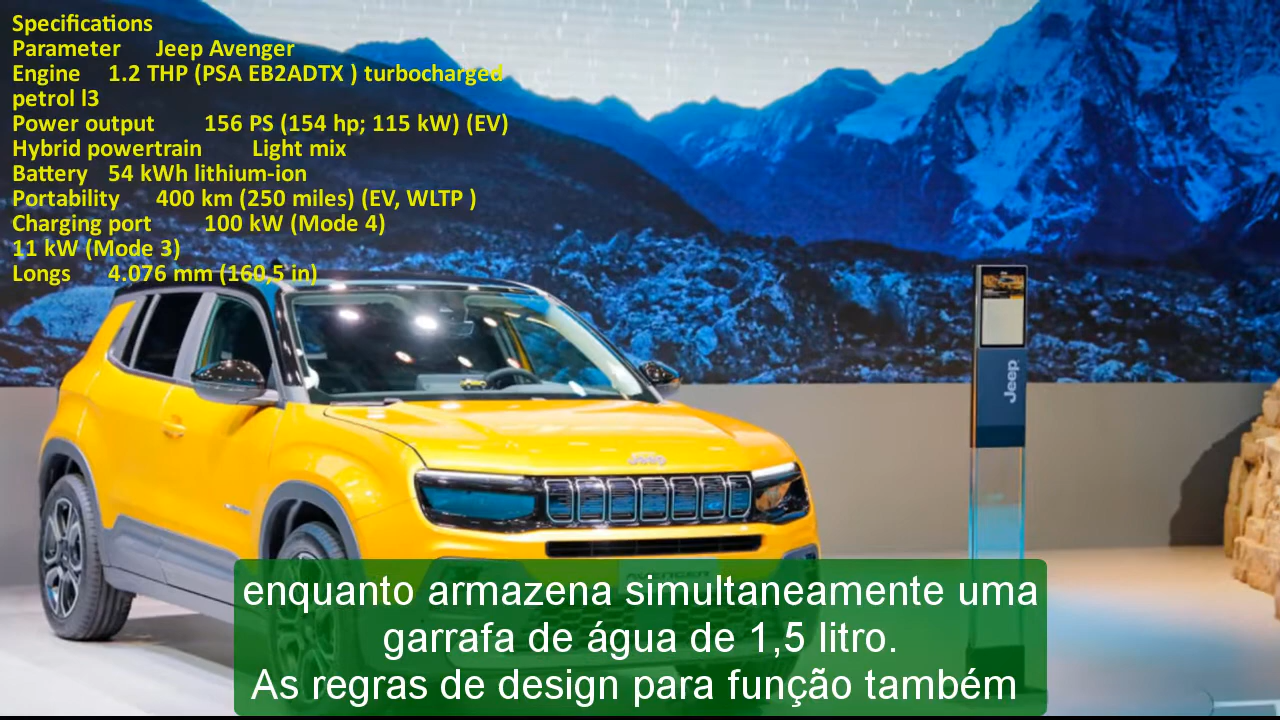 Specifications
Parameter Jeep Avenger
Engine 1.2 THP (PSA EB2ADTX ) turbocharged
petrol l3
Power output 156 PS (154 hp; 115 kW) (EV)
Hybrid powertrain Light mix
Battery 54 kWh lithium-ion
Portability 400 km (250 miles) (EV, WLTP )
Charging port 100 kW (Mode 4)
11 kW (Mode 3)
Longs 4.076 mm (160,5 in)
Jeep
Jeep
AVENGER
enquanto armazena simultaneamente uma
garrafa de água de 1,5 litro.
As regras de design para função também